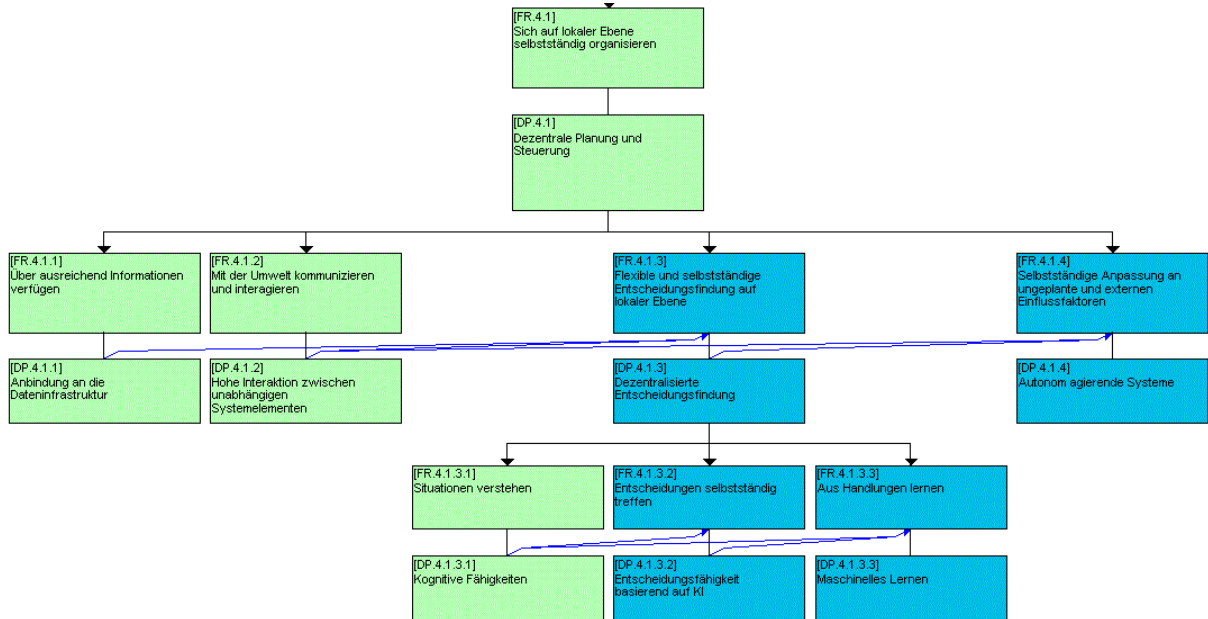 [FR.4.1]
Sich auf lokaler Ebene
selbstständig organisieren
[DP.4.1]
Dezentrale Planung und
Steuerung
[FR.4.1.1]
Über ausreichend Informationen
verfügen
[FR.4.1.2]
Mit der Umwelt kommunizieren
und interagieren
[FR.4.1.3]
Flexible und selbstständige
Entscheidungsfindung auf
lokaler Ebene
[FR.4.1.4]
Selbstständige Anpassung an
ungeplante und externen
Einflussfaktoren
[DP.4.1.1]
Anbindung an die
Dateninfrastruktur
[DP.4.1.2]
Hohe Interaktion zwischen
unabhängigen
Systemelementen
[DP.4.1.3]
Dezentralisierte
Entscheidungsfindung
[DP.4.1.4]
Autonom agierende Systeme
[FR.4.1.3.1]
Situationen verstehen
[FR.4.1.3.2]
Entscheidungen selbstständig
treffen
[FR.4.1.3.3]
Aus Handlungen lernen
[DP.4.1.3.1]
Kognitive Fähigkeiten
[DP.4.1.3.2]
Entscheidungsfähigkeit
basierend auf KI
[DP.4.1.3.3]
Maschinelles Lernen